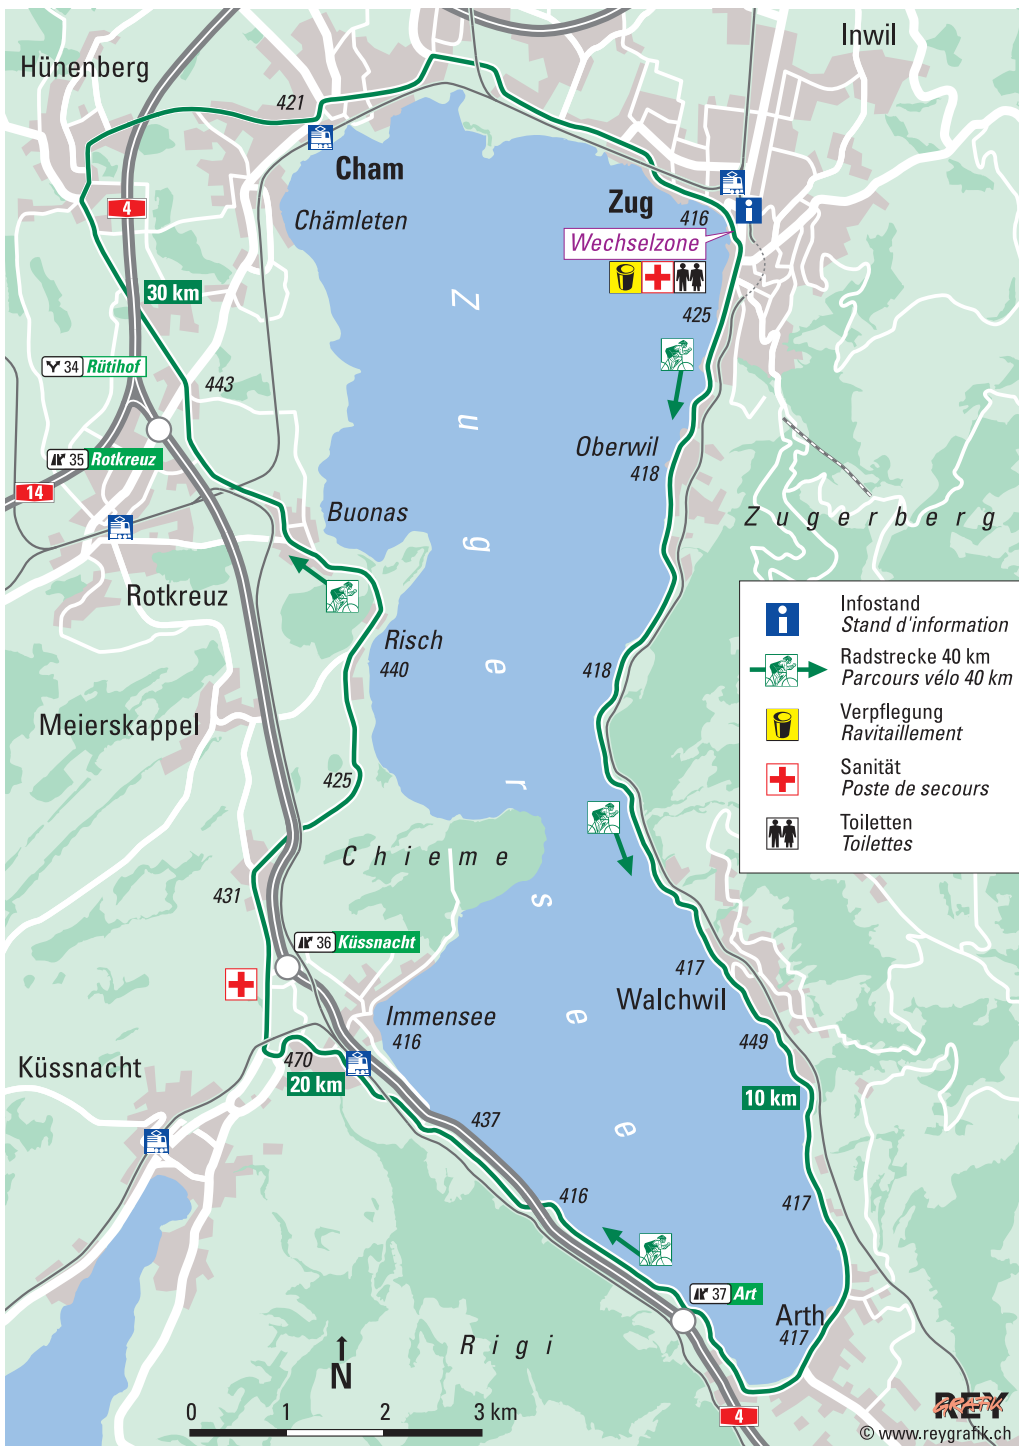 Inwil
Hünenberg
421
Cham
Chämleten
4
Zug
416
Wechselzone
30 km
425
34 Rütihof
443
35 Rotkreuz
14
Oberwil
418
Buonas
Zugerberg
Zugersee
Rotkreuz
Risch
440
418
Infostand
Stand d'information
Radstrecke 40 km
Parcours vélo 40 km
Verpflegung
Ravitaillement
Sanität
Poste de secours
Toiletten
Toilettes
Meierskappel
425
Chieme
431
36 Küssnacht
417
Walchwil
Immensee
416
449
Küssnacht
470
20 km
10 km
437
416
417
37 Art
Arth
417
Rigi
N
0 1 2 3 km
4
REY
GRAFIK
© www.reygrafik.ch